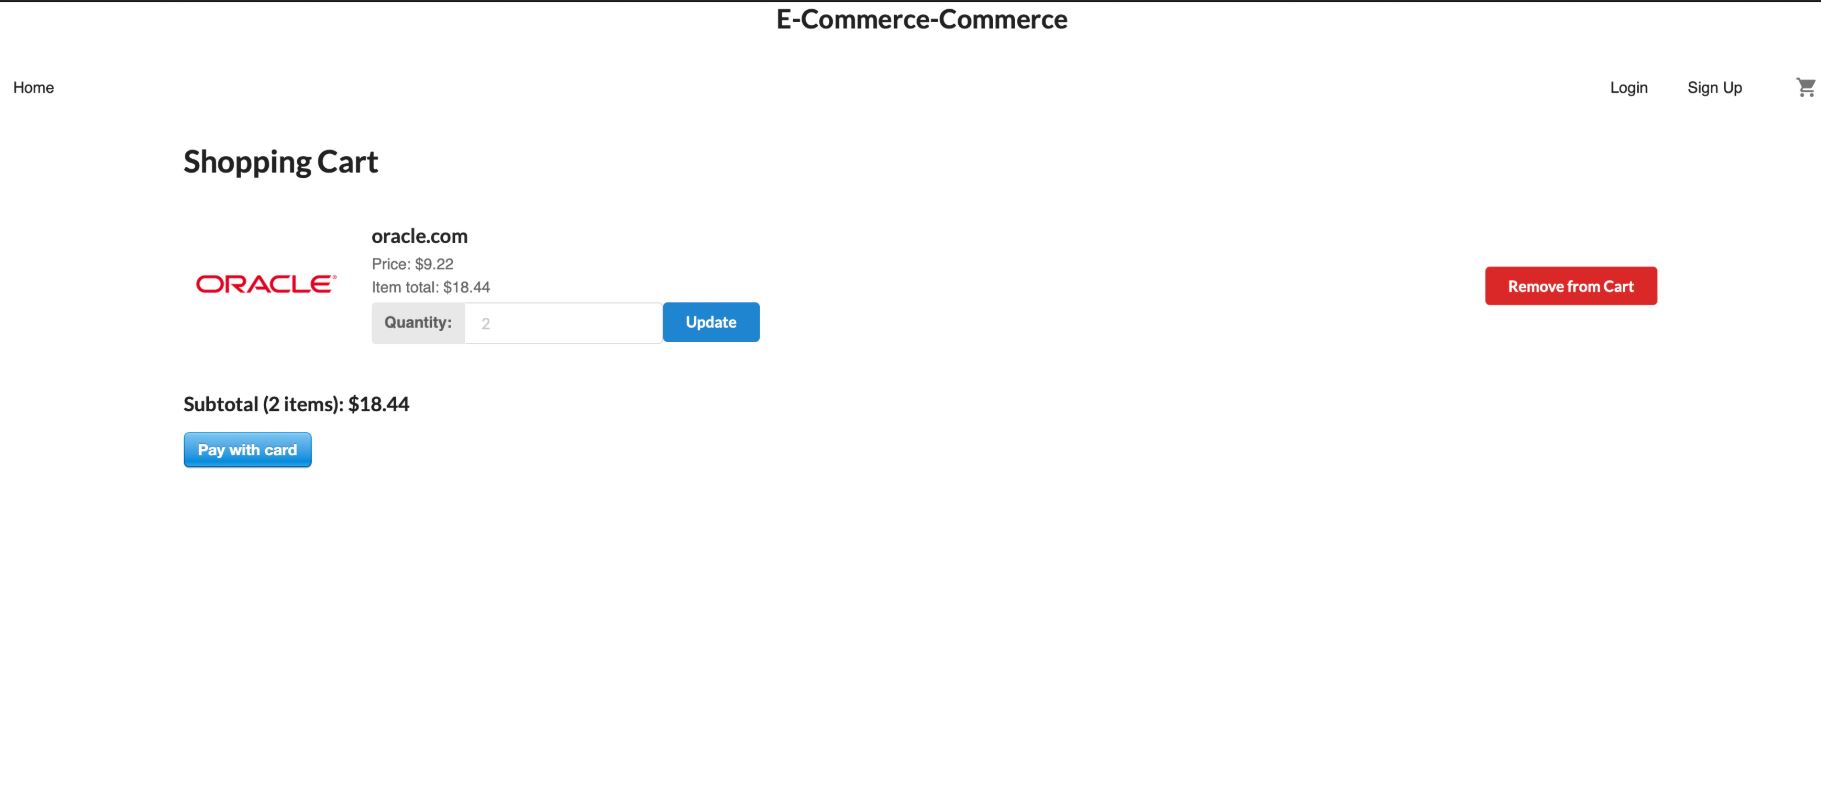 E-Commerce-Commerce
Home
Login
Sign Up
Shopping Cart
ORACLE®
oracle.com
Price: $9.22
Item total: $18.44
Quantity:
2
Update
Remove from Cart
Subtotal (2 items): $18.44
Pay with card